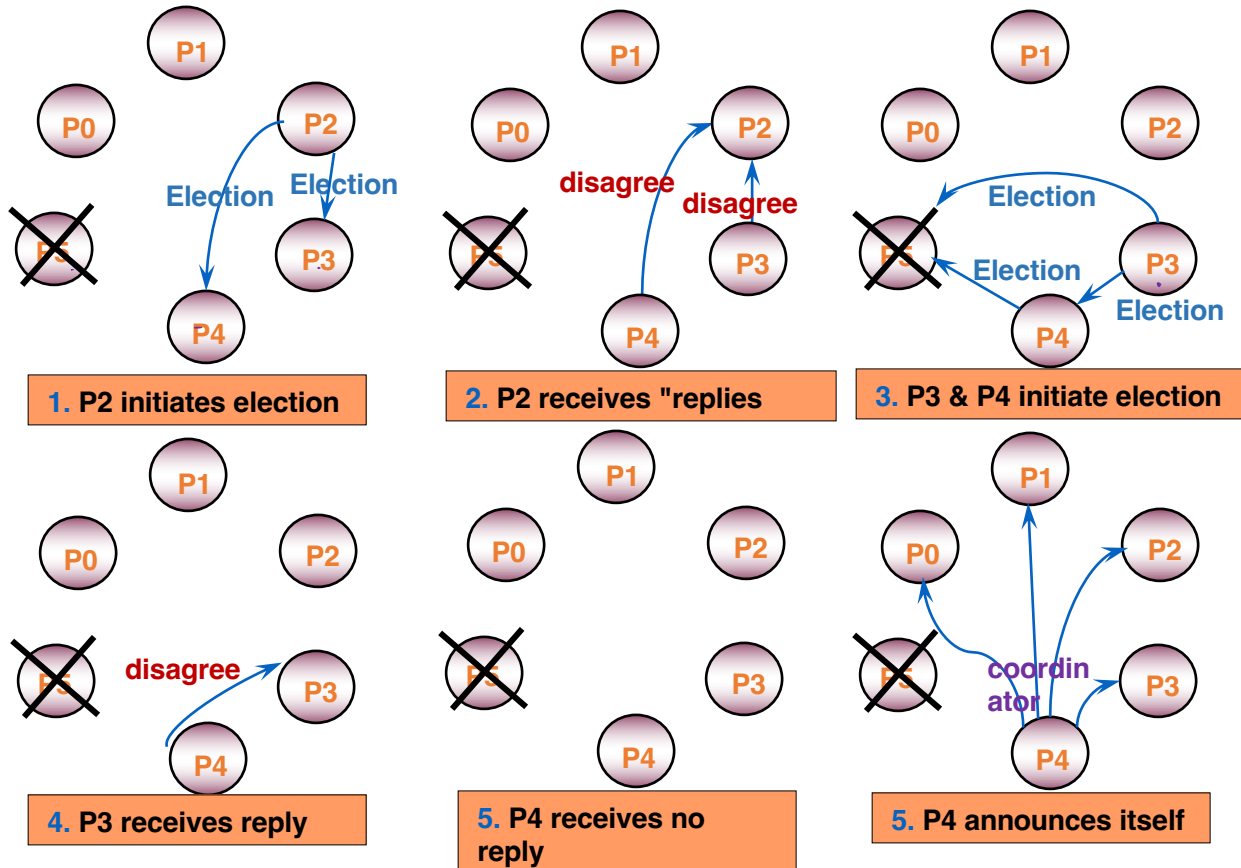 P1
P0
P2
Election
Election
P3
P4
1. P2 initiates election
P1
P0
P2
disagree
disagree
P3
P4
2. P2 receives "replies
P1
P0
P2
Election
Election
P3
Election
P4
3. P3 & P4 initiate election
P1
P0
P2
disagree
P3
P4
4. P3 receives reply
P1
P0
P2
P3
P4
5. P4 receives no
reply
P1
P0
P2
coordin
ator
P3
P4
5. P4 announces itself